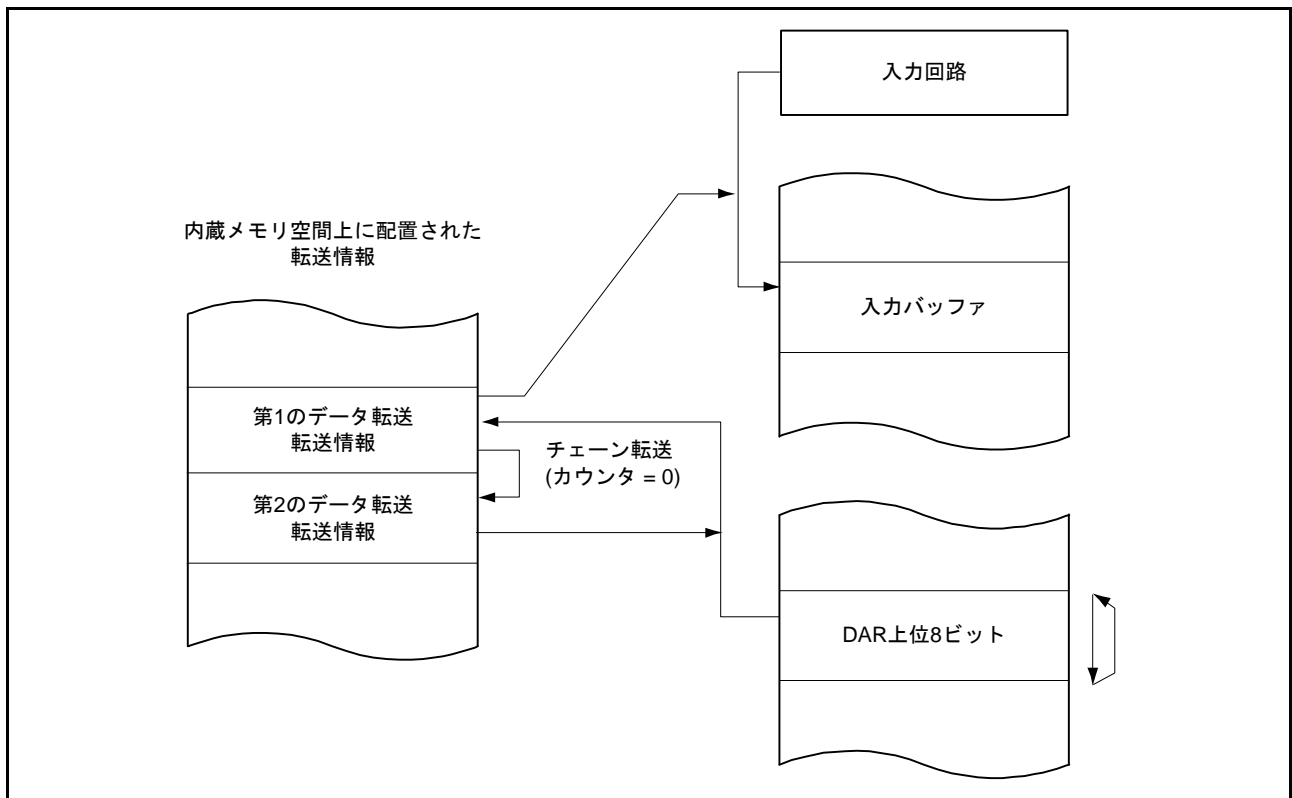 入力回路
内蔵メモリ空間上に配置された
転送情報
入力バッファ
第1のデータ転送
転送情報
チェーン転送
(カウンタ = 0)
第2のデータ転送
転送情報
DAR上位8ビット